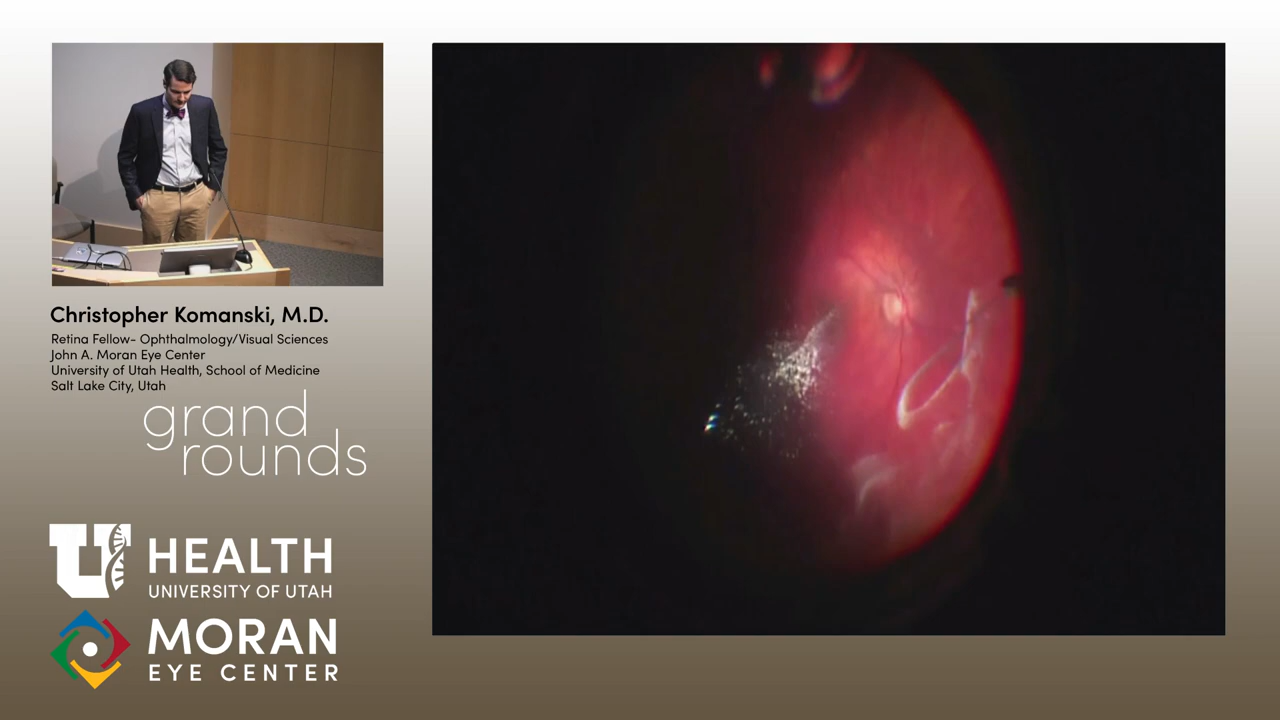 Christopher Komanski, M.D.
Retina Fellow- Ophthalmology/Visual Sciences
John A. Moran Eye Center
University of Utah Health, School of Medicine
Salt Lake City, Utah
grand
rounds
U HEALTH
UNIVERSITY OF UTAH
MORAN
EYE CENTER